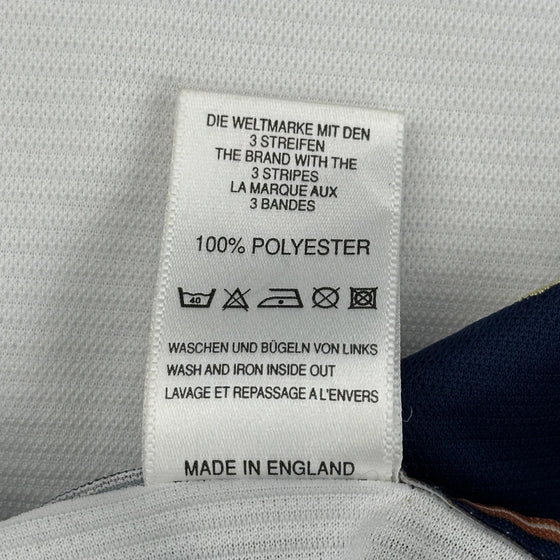 DIE WELTMARKE MIT DEN
3 STREIFEN
THE BRAND WITH THE
3 STRIPES
LA MARQUE AUX
3 BANDES
100% POLYESTER
40
WASCHEN UND BÜGELN VON LINKS
WASH AND IRON INSIDE OUT
LAVAGE ET REPASSAGE A L'ENVERS
MADE IN ENGLAND